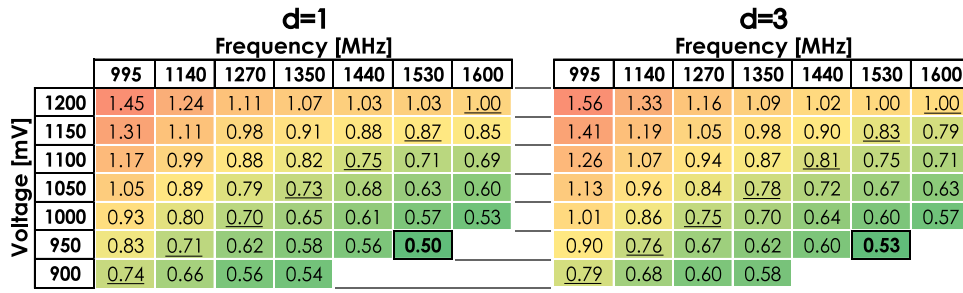 d=1 d=3
Frequency [MHz] Frequency [MHz]
995 1140 1270 1350 1440 1530 1600 995 1140 1270 1350 1440 1530 1600
Voltage [mV]
1200 1.45 1.24 1.11 1.07 1.03 1.03 1.00 1.56 1.33 1.16 1.09 1.02 1.00 1.00
1150 1.31 1.11 0.98 0.91 0.88 0.87 0.85 1.41 1.19 1.05 0.98 0.90 0.83 0.79
1100 1.17 0.99 0.88 0.82 0.75 0.71 0.69 1.26 1.07 0.94 0.87 0.81 0.75 0.71
1050 1.05 0.89 0.79 0.73 0.68 0.63 0.60 1.13 0.96 0.84 0.78 0.72 0.67 0.63
1000 0.93 0.80 0.70 0.65 0.61 0.57 0.53 1.01 0.86 0.75 0.70 0.64 0.60 0.57
950 0.83 0.71 0.62 0.58 0.56 0.50 0.90 0.76 0.67 0.62 0.60 0.53
900 0.74 0.66 0.56 0.54 0.79 0.68 0.60 0.58